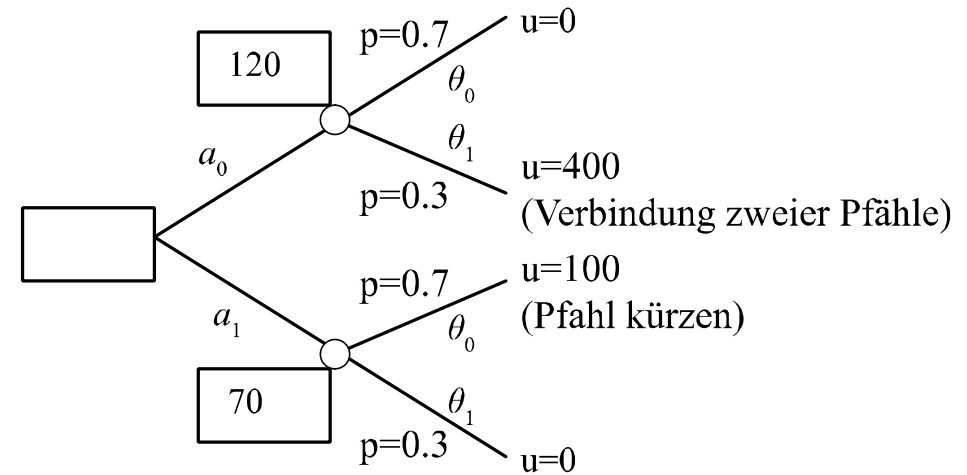 p=0.7
u=0
120
θ₀
a₀
θ₁
u=400
p=0.3
(Verbindung zweier Pfähle)
p=0.7
u=100
(Pfahl kürzen)
a₁
θ₀
70
θ₁
p=0.3
u=0